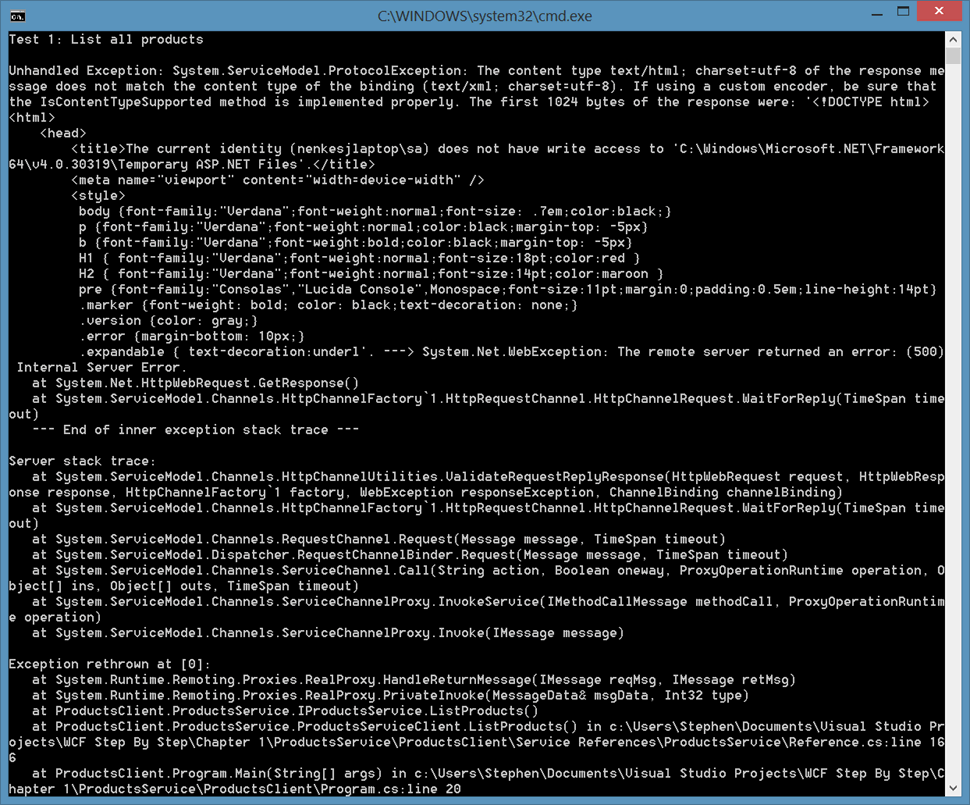 C:\WINDOWS\system32\cmd.exe
Test 1: List all products
Unhandled Exception: System.ServiceModel.ProtocolException: The content type text/html; charset=utf-8 of the response me
ssage does not match the content type of the binding (text/xml; charset=utf-8). If using a custom encoder, be sure that
the IsContentTypeSupported method is implemented properly. The first 1024 bytes of the response were: '<!DOCTYPE html>
<html>
    <head>
        <title>The current identity (nenkesjlaptop\sa) does not have write access to 'C:\Windows\Microsoft.NET\Framework
64\v4.0.30319\Temporary ASP.NET Files'.</title>
        <meta name="viewport" content="width=device-width" />
        <style>
         body {font-family:"Verdana";font-weight:normal;font-size: .7em;color:black;}
         p {font-family:"Verdana";font-weight:normal;color:black;margin-top: -5px}
         b {font-family:"Verdana";font-weight:bold;color:black;margin-top: -5px}
         H1 { font-family:"Verdana";font-weight:normal;font-size:18pt;color:red }
         H2 { font-family:"Verdana";font-weight:normal;font-size:14pt;color:maroon }
         pre {font-family:"Consolas","Lucida Console",Monospace;font-size:11pt;margin:0;padding:0.5em;line-height:14pt}
         .marker {font-weight: bold; color: black;text-decoration: none;}
         .version {color: gray;}
         .error {margin-bottom: 10px;}
         .expandable { text-decoration:underl'. ---> System.Net.WebException: The remote server returned an error: (500)
 Internal Server Error.
   at System.Net.HttpWebRequest.GetResponse()
   at System.ServiceModel.Channels.HttpChannelFactory`1.HttpRequestChannel.HttpChannelRequest.WaitForReply(TimeSpan time
out)
   --- End of inner exception stack trace ---
Server stack trace:
   at System.ServiceModel.Channels.HttpChannelUtilities.ValidateRequestReplyResponse(HttpWebRequest request, HttpWebResp
onse response, HttpChannelFactory`1 factory, WebException responseException, ChannelBinding channelBinding)
   at System.ServiceModel.Channels.HttpChannelFactory`1.HttpRequestChannel.HttpChannelRequest.WaitForReply(TimeSpan time
out)
   at System.ServiceModel.Channels.RequestChannel.Request(Message message, TimeSpan timeout)
   at System.ServiceModel.Dispatcher.RequestChannelBinder.Request(Message message, TimeSpan timeout)
   at System.ServiceModel.Channels.ServiceChannel.Call(String action, Boolean oneway, ProxyOperationRuntime operation, O
bject[] ins, Object[] outs, TimeSpan timeout)
   at System.ServiceModel.Channels.ServiceChannelProxy.InvokeService(IMethodCallMessage methodCall, ProxyOperationRuntim
e operation)
   at System.ServiceModel.Channels.ServiceChannelProxy.Invoke(IMessage message)
Exception rethrown at [0]:
   at System.Runtime.Remoting.Proxies.RealProxy.HandleReturnMessage(IMessage reqMsg, IMessage retMsg)
   at System.Runtime.Remoting.Proxies.RealProxy.PrivateInvoke(MessageData& msgData, Int32 type)
   at ProductsClient.ProductsService.IProductsService.ListProducts()
   at ProductsClient.ProductsService.ProductsServiceClient.ListProducts() in c:\Users\Stephen\Documents\Visual Studio Pr
ojects\WCF Step By Step\Chapter 1\ProductsService\ProductsClient\Service References\ProductsService\Reference.cs:line 16
6
   at ProductsClient.Program.Main(String[] args) in c:\Users\Stephen\Documents\Visual Studio Projects\WCF Step By Step\C
hapter 1\ProductsService\ProductsClient\Program.cs:line 20